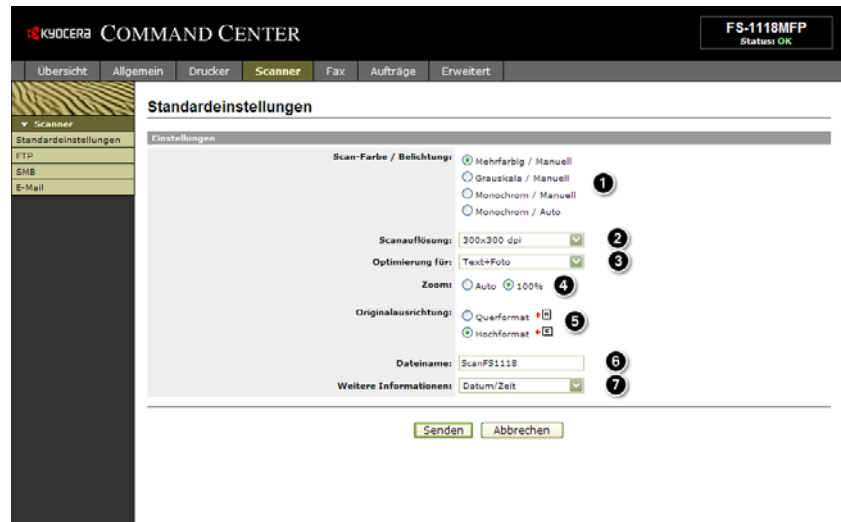 KYOCERA COMMAND CENTER
FS-1118MFP
Status: OK
Übersicht Allgemein Drucker Scanner Fax Aufträge Erweitert
Standardeinstellungen
Scanner
Standardeinstellungen
FTP
SMB
E-Mail
Einstellungen
Scan-Farbe / Belichtung: Mehrfarbig / Manuell
Grauskala / Manuell
Monochrom / Manuell
Monochrom / Auto
1
Scanauflösung: 300x300 dpi 2
Optimierung für: Text+Foto 3
Zoom: Auto 100% 4
Originalausrichtung: Querformat
Hochformat
5
Dateiname: ScanFS1118 6
Weitere Informationen: Datum/Zeit 7
Senden Abbrechen